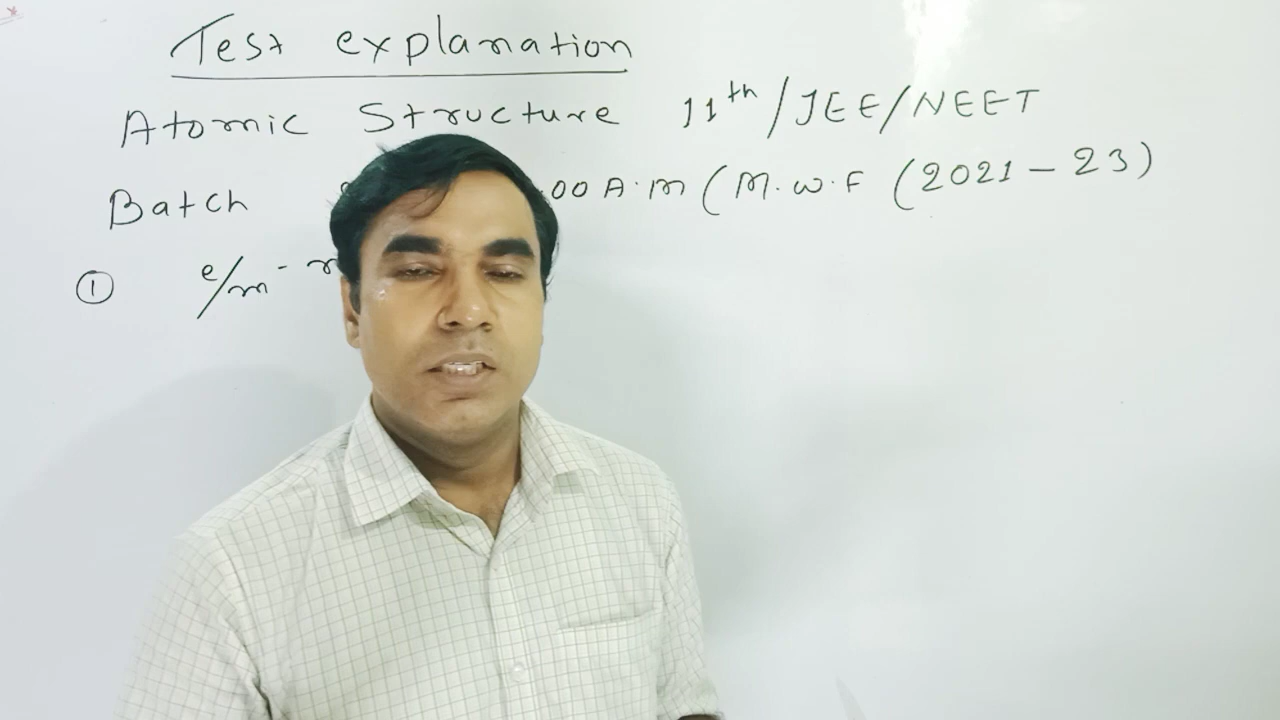 Test explanation
Atomic Structure 11th/JEE/NEET
Batch :00 A.M (M.W.F (2021-23)
① e/m -